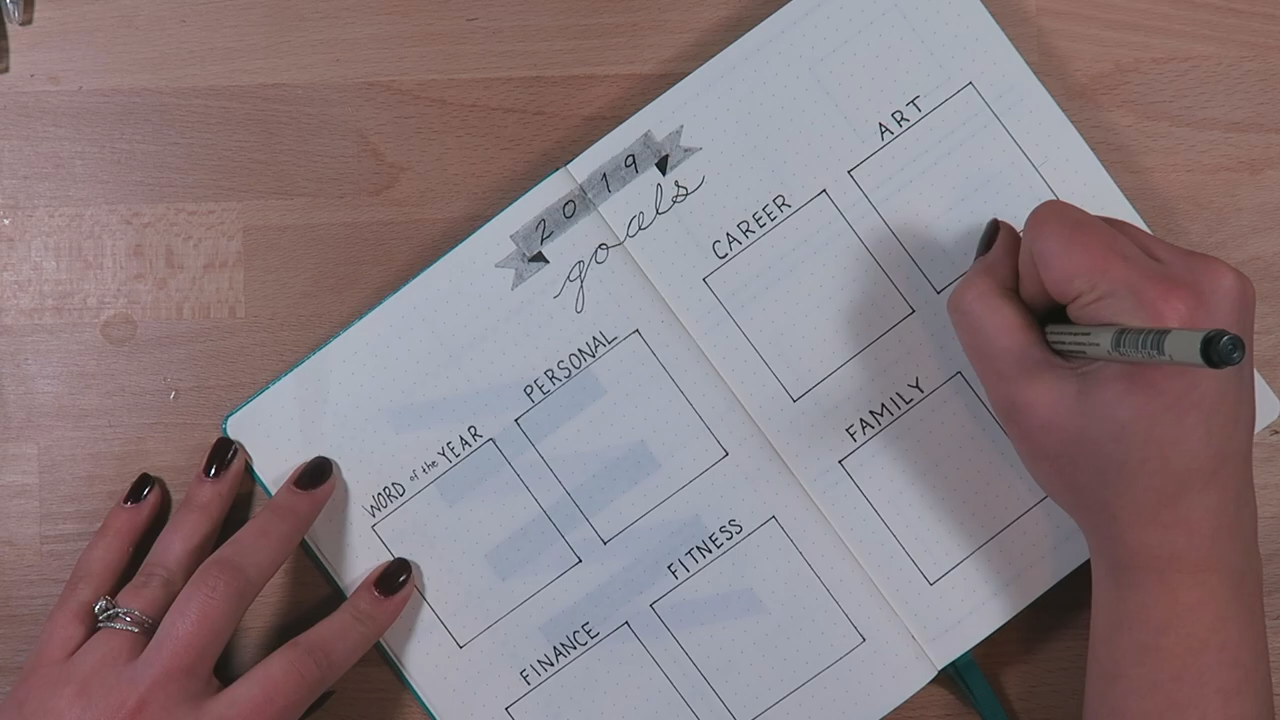 2019
goals
WORD of the YEAR
PERSONAL
FINANCE
FITNESS
CAREER
ART
FAMILY